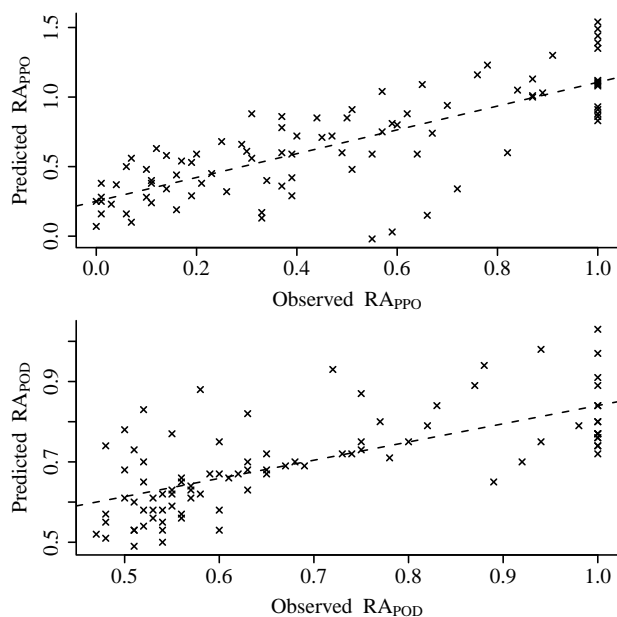 1.5
1.0
0.5
0.0
Predicted RAPPO
0.0 0.2 0.4 0.6 0.8 1.0
Observed RAPPO
0.9
0.7
0.5
Predicted RAPOD
0.5 0.6 0.7 0.8 0.9 1.0
Observed RAPOD